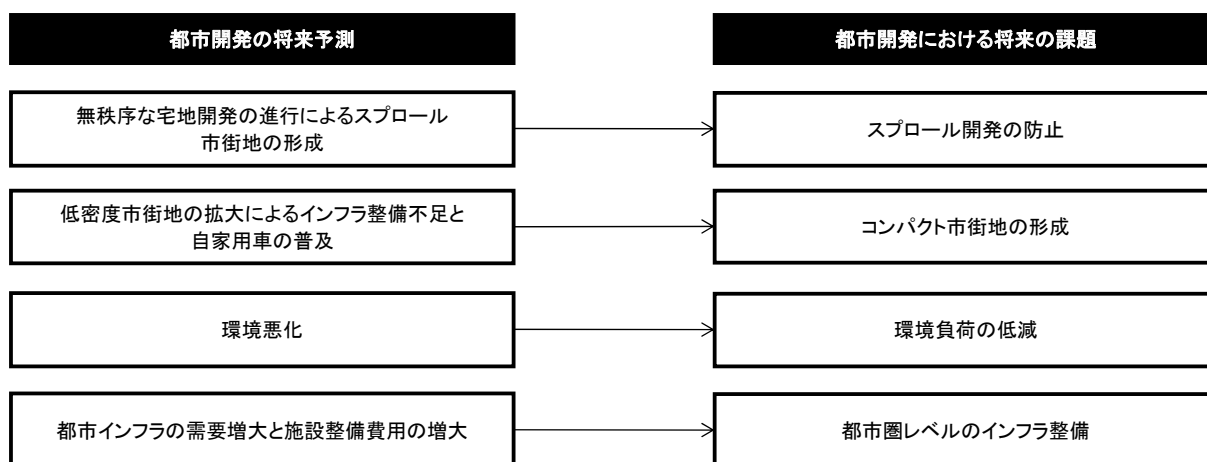 都市開発の将来予測
都市開発における将来の課題
無秩序な宅地開発の進行によるスプロール
市街地の形成
スプロール開発の防止
低密度市街地の拡大によるインフラ整備不足と
自家用車の普及
コンパクト市街地の形成
環境悪化
環境負荷の低減
都市インフラの需要増大と施設整備費用の増大
都市圏レベルのインフラ整備